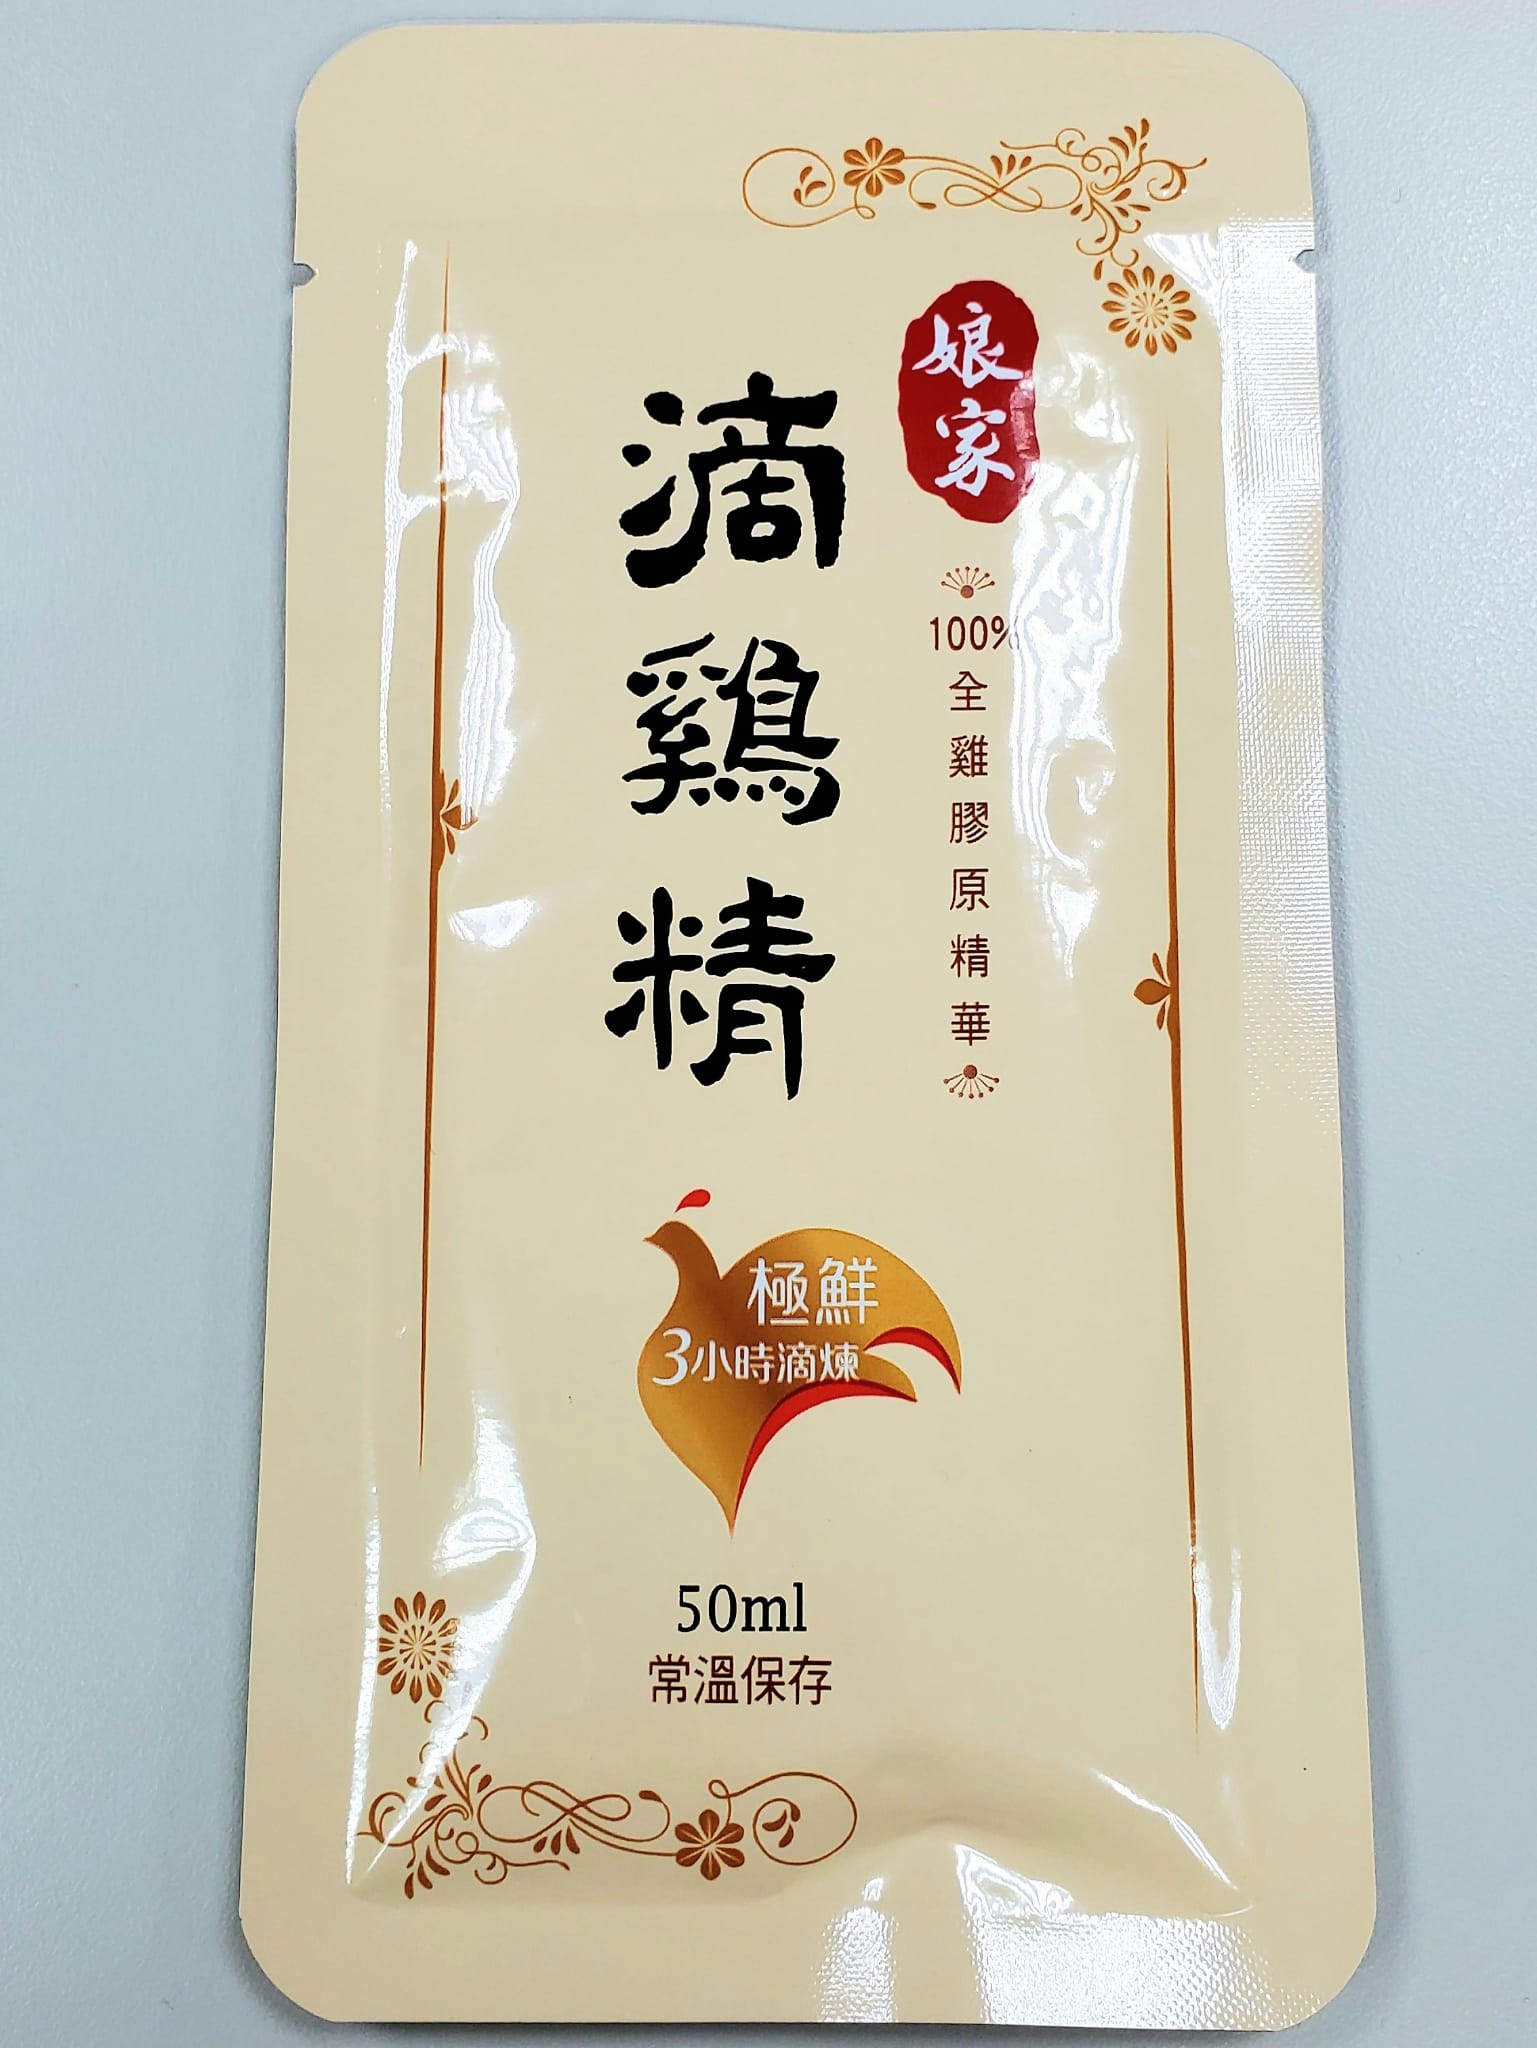 娘家
100%全雞膠原精華
滴鷄精
極鮮
3小時滴煉
50ml
常溫保存